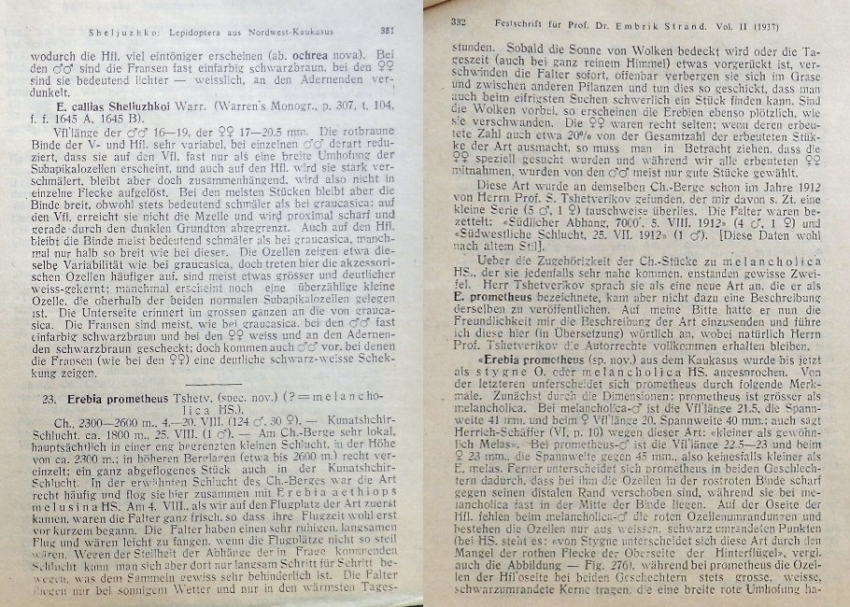 Sheljuzhko: Lepidoptera aus Nordwest-Kaukasus 331
wodurch die Hfl. viel eintöniger erscheinen (ab. ochrea nova). Bei
den ♂♂ sind die Fransen fast einfarbig schwarzbraun, bei den ♀♀
sind sie bedeutend lichter — weisslich, an den Adernenden ver-
dunkelt.
E. callias Sheljuzhkoi Warr. (Warren's Monogr., p. 307, t. 104,
f. f. 1645 A, 1645 B).
Vfl'länge der ♂♂ 16—19, der ♀♀ 17—20.5 mm. Die rotbraune
Binde der V- und Hfl. sehr variabel, bei einzelnen ♂♂ derart redu-
ziert, dass sie auf den Vfl. fast nur als eine breite Umhofung der
Subapikalozellen erscheint, und auch auf den Hfl. wird sie stark ver-
schmälert, bleibt aber doch zusammenhängend, wird also nicht in
einzelne Flecke aufgelöst. Bei den meisten Stücken bleibt aber die
Binde breit, obwohl stets bedeutend schmäler als bei graucasica; auf
den Vfl. erreicht sie nicht die Mzelle und wird proximal scharf und
gerade durch den dunklen Grundton abgegrenzt. Auch auf den Hfl.
bleibt die Binde meist bedeutend schmäler als bei graucasica, manch-
mal nur halb so breit wie bei dieser. Die Ozellen zeigen etwa die-
selbe Variabilität wie bei graucasica, doch treten hier die akzessori-
schen Ozellen häufiger auf, sind meist etwas grösser und deutlicher
weiss-gekernt; manchmal erscheint noch eine überzählige kleine
Ozelle, die oberhalb der beiden normalen Subapikalozellen gelegen
ist. Die Unterseite erinnert im grossen ganzen an die von grauca-
sica. Die Fransen sind meist, wie bei graucasica, bei den ♂♂ fast
einfarbig schwarzbraun und bei den ♀♀ weiss und an den Adernen-
den schwarzbraun gescheckt; doch kommen auch ♂♂ vor, bei denen
die Fransen (wie bei den ♀♀) eine deutliche schwarz-weisse Schek-
kung zeigen.
23. Erebia prometheus Tshetv. (spec. nov.) (?=melancho-
lica HS.).
Ch., 2300—2600 m., 4.—20. VIII. (124 ♂, 30 ♀). — Kunatshchir-
Schlucht, ca. 1800 m., 25. VIII. (1 ♂). — Am Ch.-Berge sehr lokal,
hauptsächlich in einer eng begrenzten kleinen Schlucht, in der Höhe
von ca. 2300 m.; in höheren Berglagen (etwa bis 2600 m.) recht ver-
einzelt; ein ganz abgeflogenes Stück auch in der Kunatshchir-
Schlucht. In der erwähnten Schlucht des Ch.-Berges war die Art
recht häufig und flog sie hier zusammen mit Erebia aethiops
melusina HS. Am 4. VIII., als wir auf den Flugplatz der Art zuerst
kamen, waren die Falter ganz frisch, so dass ihre Flugzeit wohl erst
vor kurzem begann. Die Falter haben einen sehr ruhigen, langsamen
Flug und wären leicht zu fangen, wenn die Flugplätze nicht so steil
wären. Wegen der Steilheit der Abhänge der in Frage kommenden
Schlucht kann man sich aber dort nur langsam Schritt für Schritt be-
wegen, was dem Sammeln gewiss sehr behinderlich ist. Die Falter
fliegen nur bei sonnigem Wetter und nur in den wärmsten Tages-
332 Festschrift für Prof. Dr. Embrik Strand. Vol. II (1937)
stunden. Sobald die Sonne von Wolken bedeckt wird oder die Ta-
geszeit (auch bei ganz reinem Himmel) etwas vorgerückt ist, ver-
schwinden die Falter sofort, offenbar verbergen sie sich im Grase
und zwischen anderen Pflanzen und tun dies so geschickt, dass man
auch beim eifrigsten Suchen schwerlich ein Stück finden kann. Sind
die Wolken vorbei, so erscheinen die Erebien ebenso plötzlich, wie
sie verschwanden. Die ♀♀ waren recht selten; wenn deren erbeu-
tete Zahl auch etwa 20% von der Gesamtzahl der erbeuteten Stük-
ke der Art ausmacht, so muss man in Betracht ziehen, dass die
♀♀ speziell gesucht wurden und während wir alle erbeuteten ♀♀
mitnahmen, wurden von den ♂♂ meist nur gute Stücke gewählt.
Diese Art wurde an demselben Ch.-Berge schon im Jahre 1912
von Herrn Prof. S. Tshetverikov gefunden, der mir davon s. Zt. eine
kleine Serie (5 ♂, 1 ♀) tauschweise überlies. Die Falter waren be-
zettelt: «Südlicher Abhang, 7000', 5. VIII. 1912» (4 ♂, 1 ♀) und
«Südwestliche Schlucht, 25. VII. 1912» (1 ♂). [Diese Daten wohl
nach altem Stil].
Ueber die Zugehörigkeit der Ch.-Stücke zu melancholica
HS., der sie jedenfalls sehr nahe kommen, enstanden gewisse Zwei-
fel. Herr Tshetverikov sprach sie als eine neue Art an, die er als
E. prometheus bezeichnete, kam aber nicht dazu eine Beschreibung
derselben zu veröffentlichen. Auf meine Bitte hatte er nun die
Freundlichkeit mir die Beschreibung der Art einzusenden und führe
ich diese hier (in Übersetzung) wörtlich an, wobei natürlich Herrn
Prof. Tshetverikov die Autorrechte vollkommen erhalten bleiben.
«Erebia prometheus (sp. nov.) aus dem Kaukasus wurde bis jetzt
als stygne O. oder melancholica HS. angesprochen. Von
der letzteren unterscheidet sich prometheus durch folgende Merk-
male. Zunächst durch die Dimensionen: prometheus ist grösser als
melancholica. Bei melancholica-♂ ist die Vfl'länge 21.5, die Spann-
weite 41 mm. und beim ♀ Vfl'länge 20, Spannweite 40 mm.; auch sagt
Herrich-Schäffer (VI, p. 10) wegen dieser Art: «kleiner als gewöhn-
lich Melas». Bei prometheus-♂ ist die Vfl'länge 22.5—23 und beim
♀ 23 mm., die Spannweite gegen 45 mm., also keinesfalls kleiner als
E. melas. Ferner unterscheidet sich prometheus in beiden Geschlech-
tern dadurch, dass bei ihm die Ozellen in der rostroten Binde scharf
gegen seinen distalen Rand verschoben sind, während sie bei me-
lancholica fast in der Mitte der Binde liegen. Auf der Oseite der
Hfl. fehlen beim melancholica-♂ die roten Ozellenumrandungen und
bestehen die Ozellen nur aus weissen, schwarz umrandeten Punkten
(bei HS. steht es: «von Stygne unterscheidet sich diese Art durch den
Mangel der rothen Flecke der Oberseite der Hinterflügel», vergl.
auch die Abbildung — Fig. 276), während bei prometheus die Ozel-
len der Hfl'oseite bei beiden Geschlechtern stets grosse, weisse,
schwarzumrandete Kerne tragen, die eine breite rote Umhofung ha-